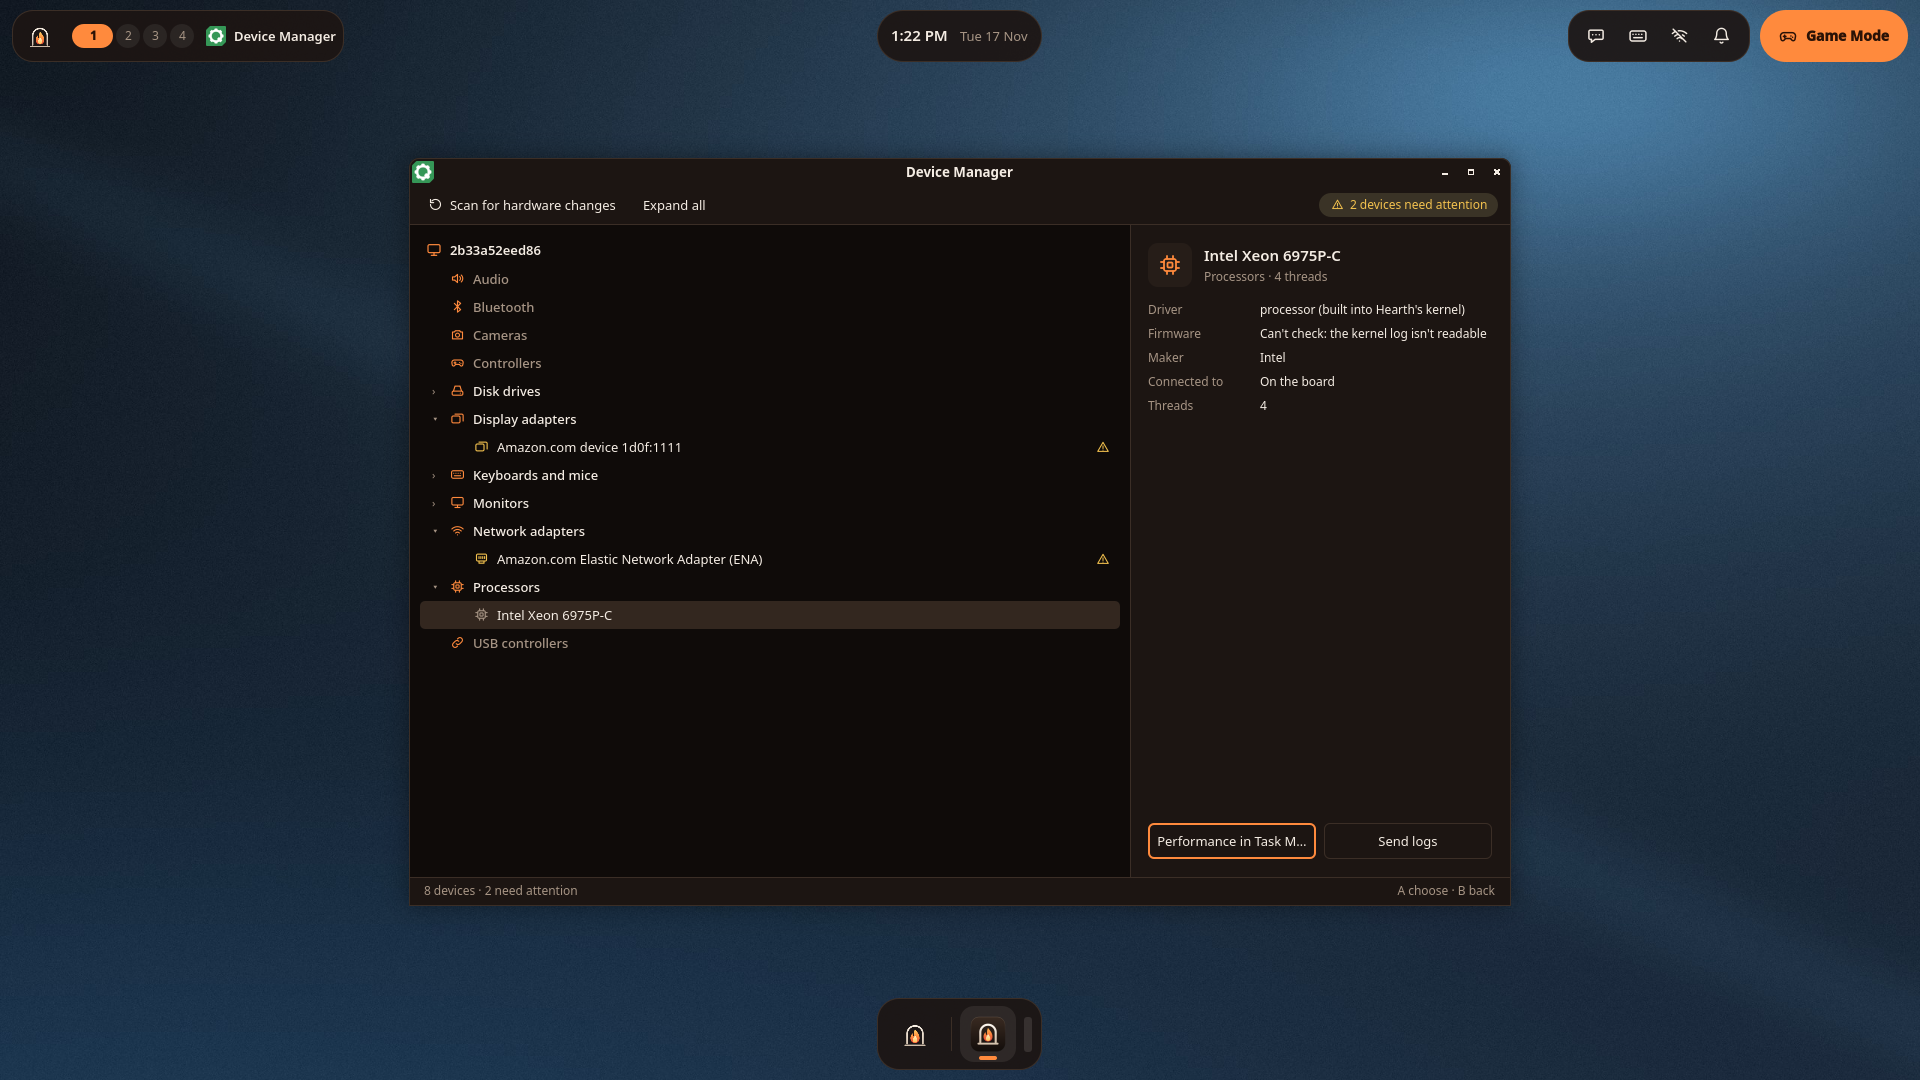 1 2 3 4 Device Manager
1:22 PM Tue 17 Nov
Game Mode
Device Manager
Scan for hardware changes Expand all
2 devices need attention
2b33a52eed86
Audio
Bluetooth
Cameras
Controllers
Disk drives
Display adapters
Amazon.com device 1d0f:1111
Keyboards and mice
Monitors
Network adapters
Amazon.com Elastic Network Adapter (ENA)
Processors
Intel Xeon 6975P-C
USB controllers
Intel Xeon 6975P-C
Processors · 4 threads
Driver processor (built into Hearth's kernel)
Firmware Can't check: the kernel log isn't readable
Maker Intel
Connected to On the board
Threads 4
Performance in Task M... Send logs
8 devices · 2 need attention
A choose · B back